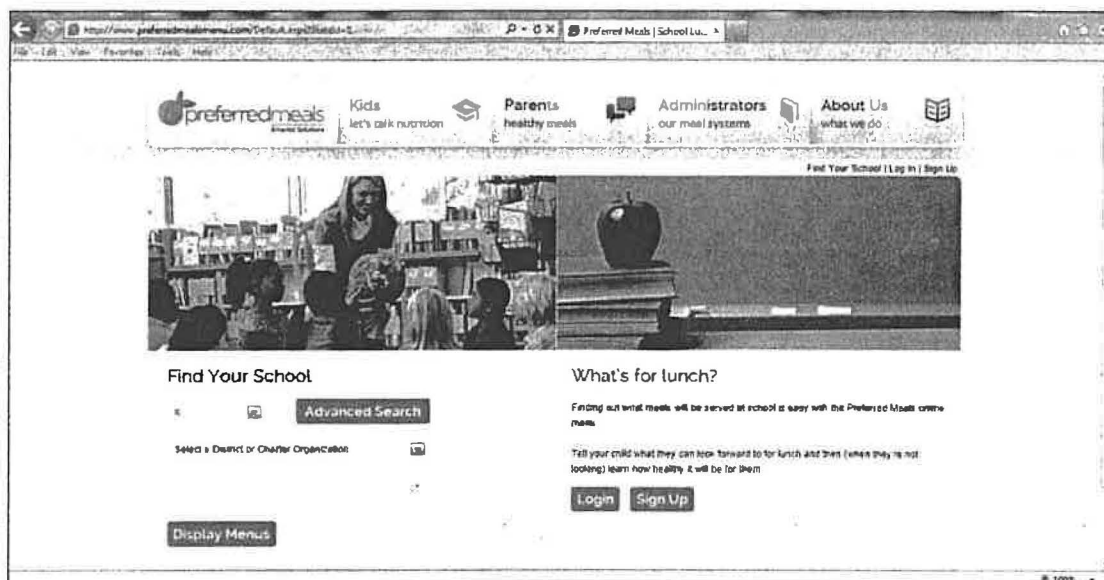 Preferred Meals | School Lu...
File Edit View Favorites Tools Help
preferredmeals
Kids
let's talk nutrition
Parents
healthy meals
Administrators
our meal systems
About Us
what we do
Find Your School | Log In | Sign Up
Find Your School
Advanced Search
Select a District or Charter Organization
Display Menus
What's for lunch?
Finding out what meals will be served at school is easy with the Preferred Meals online
menu
Tell your child what they can look forward to for lunch and then (when they're not
looking) learn how healthy it will be for them
Login Sign Up